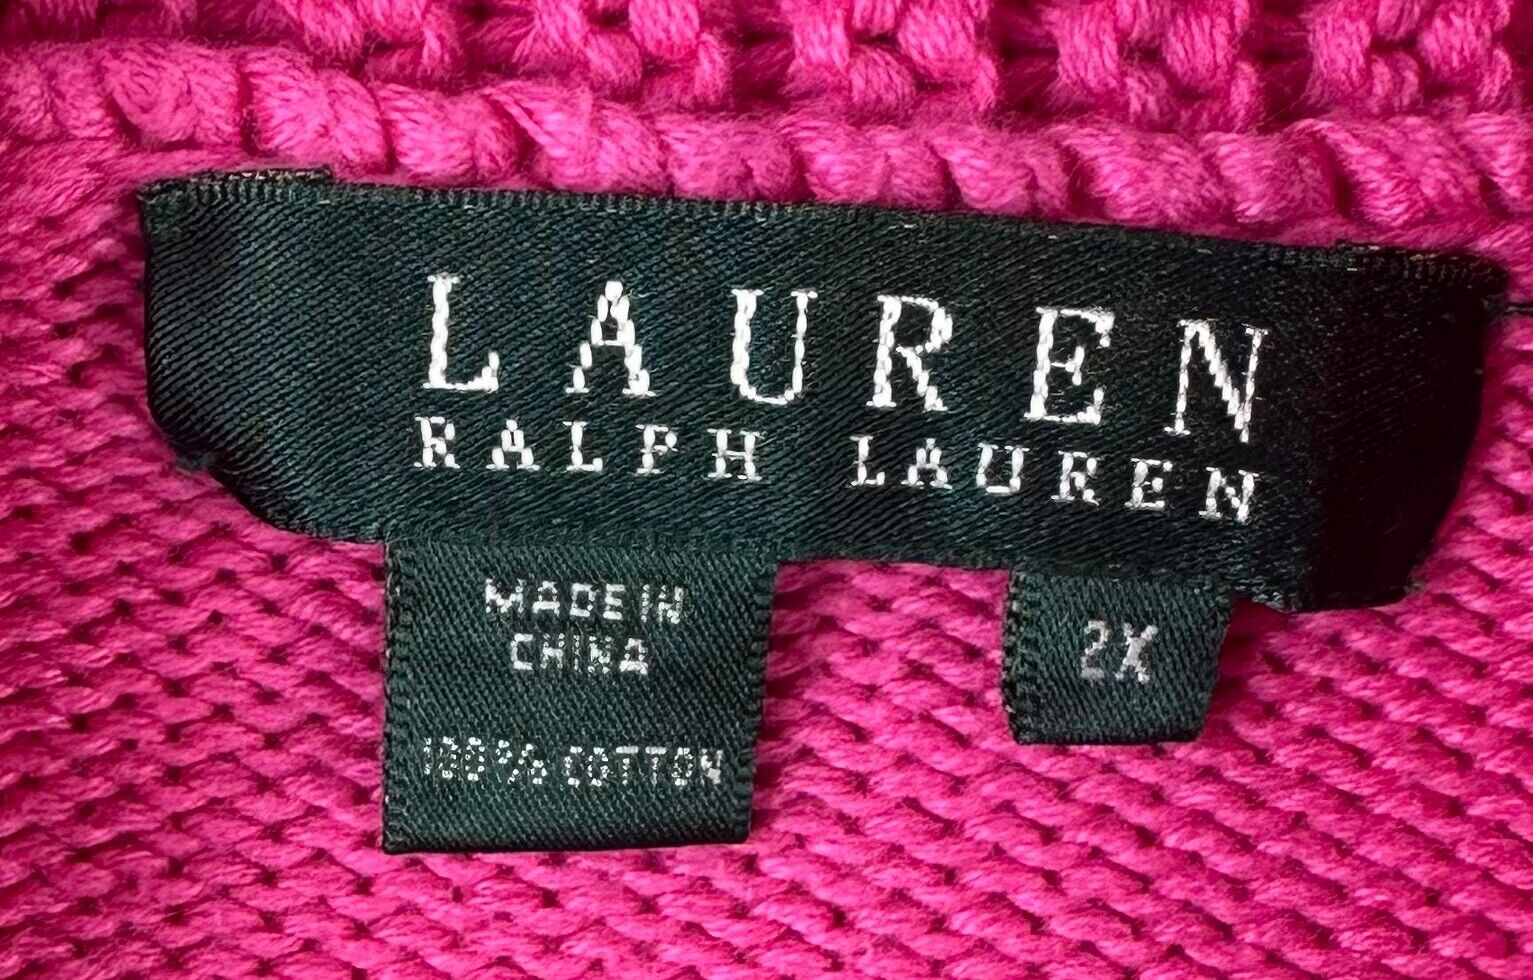 LAUREN
RALPH LAUREN
MADE IN
CHINA
100% COTTON
2X